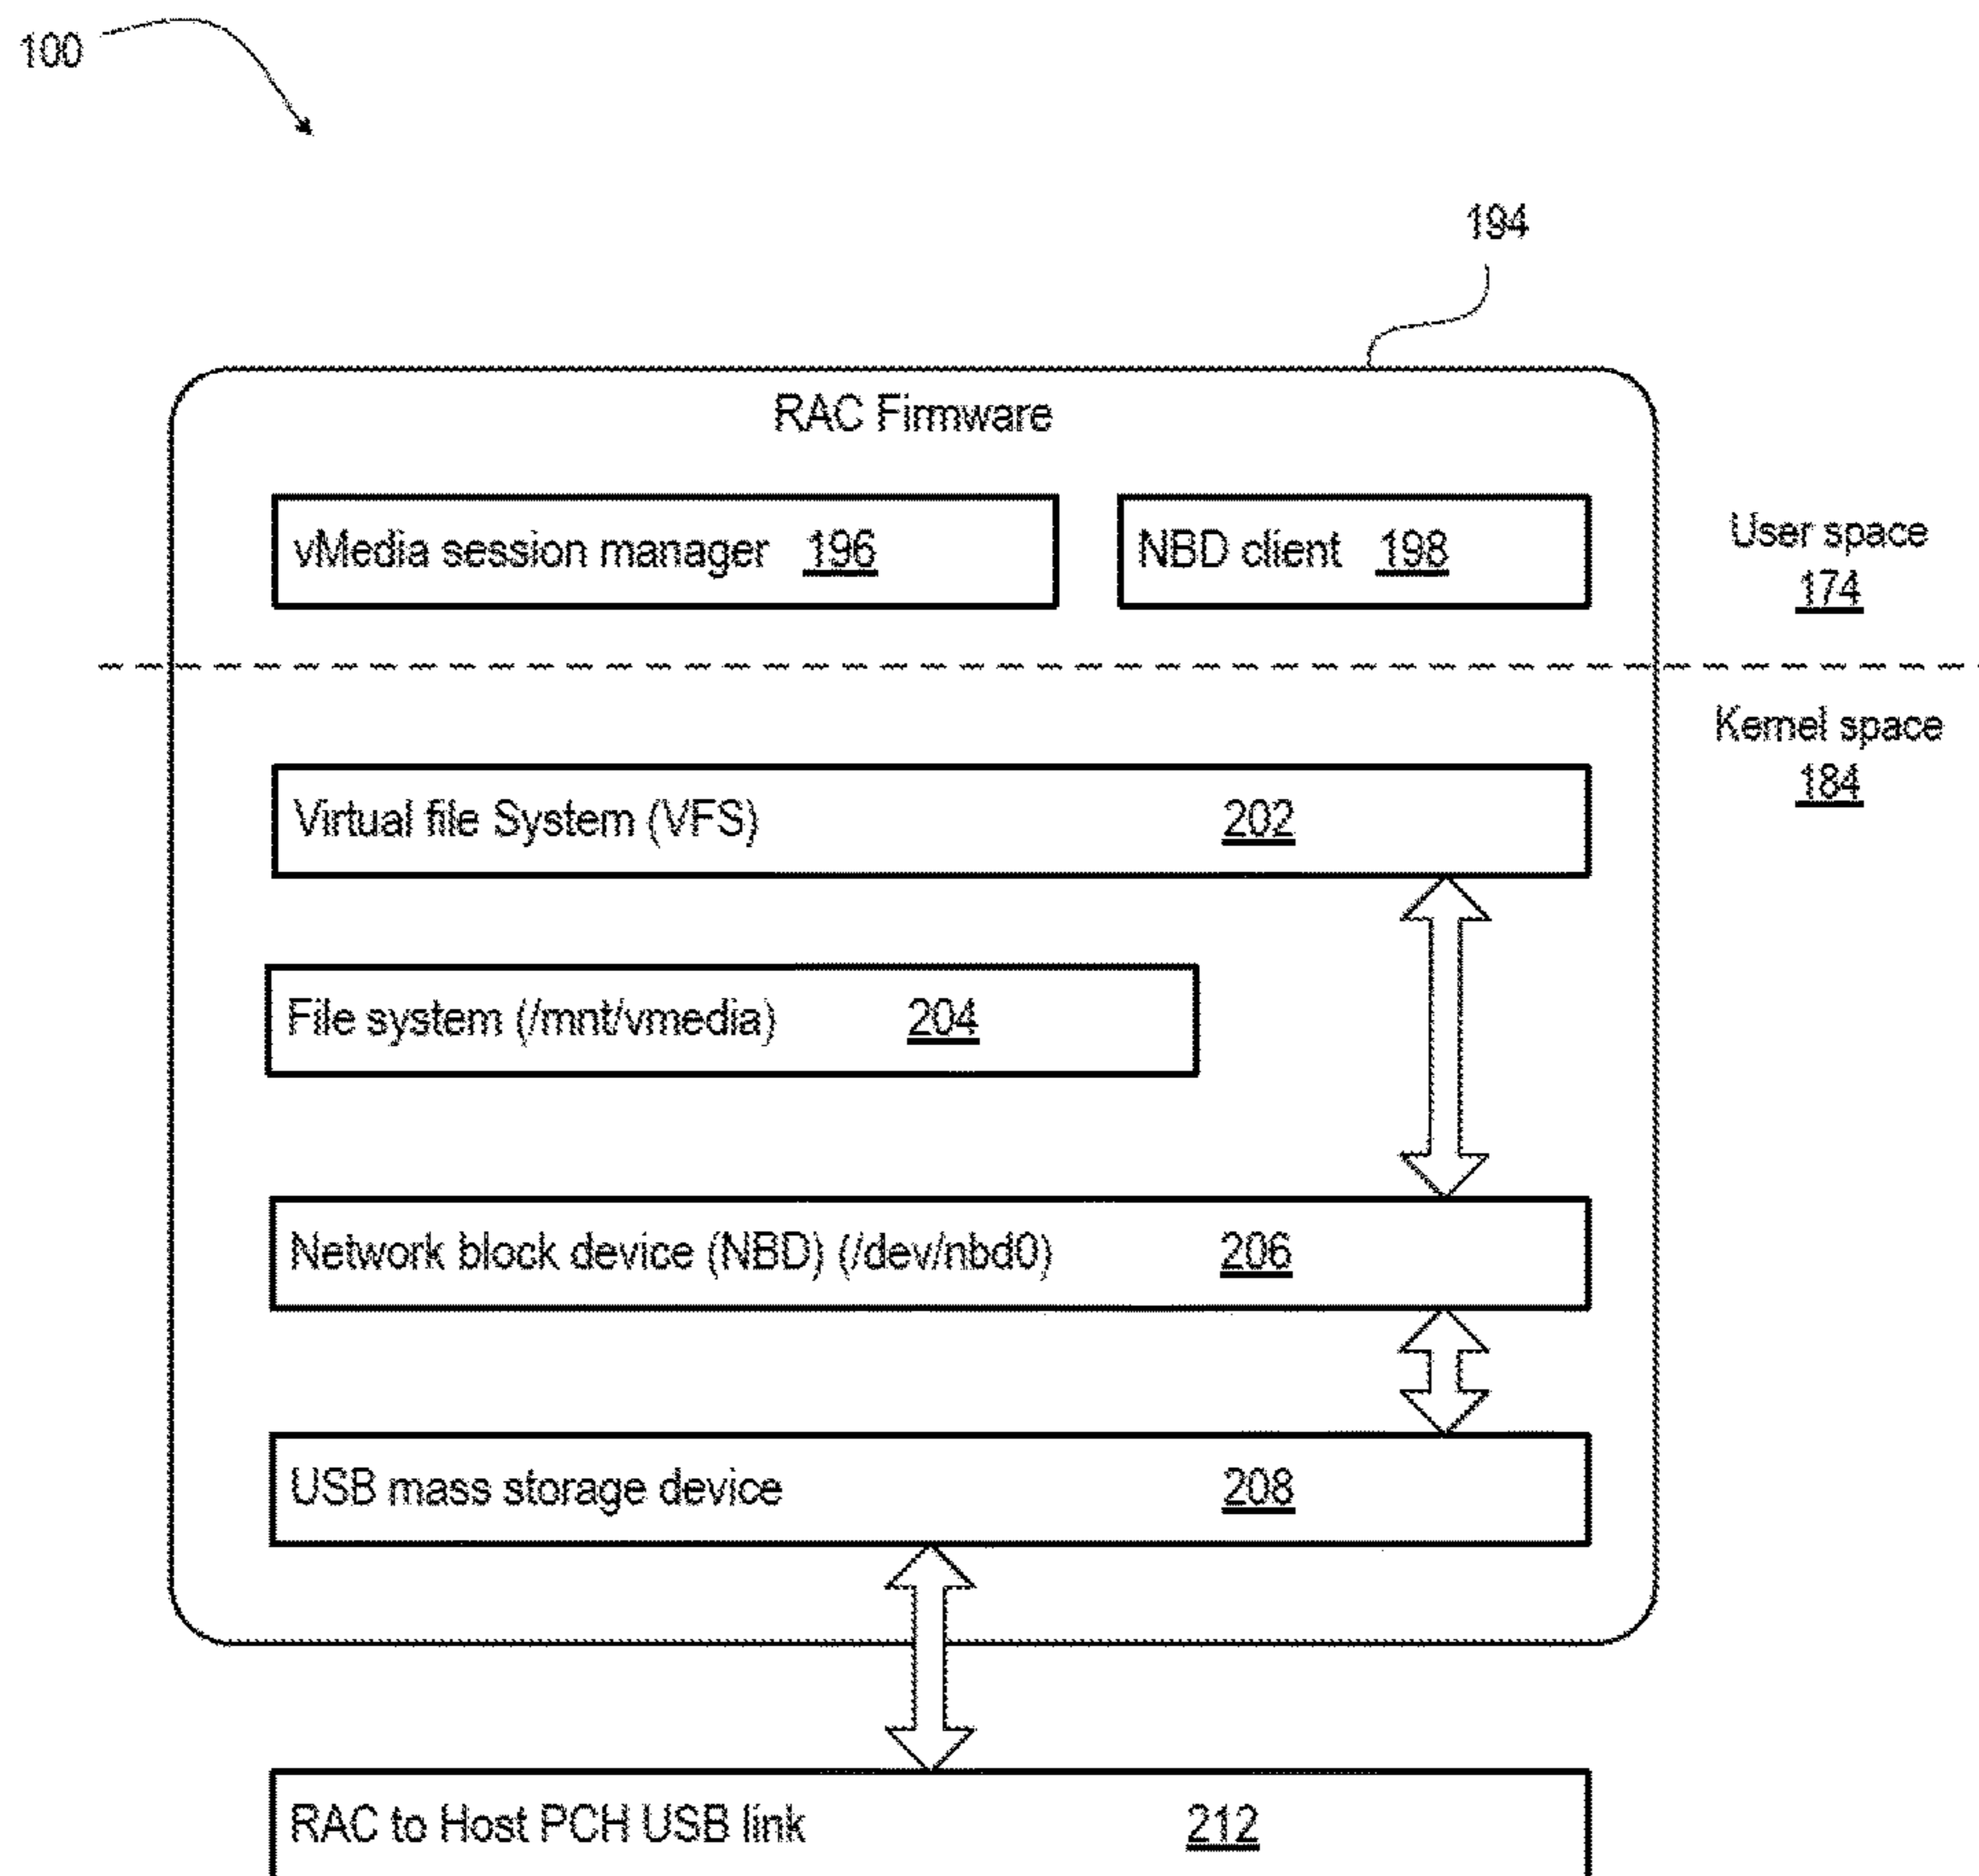 100
194
RAC Firmware
vMedia session manager 196
NBD client 198
User space
174
Kernel space
184
Virtual file System (VFS) 202
File system (/mnt/vmedia) 204
Network block device (NBD) (/dev/nbd0) 206
USB mass storage device 208
RAC to Host PCH USB link 212